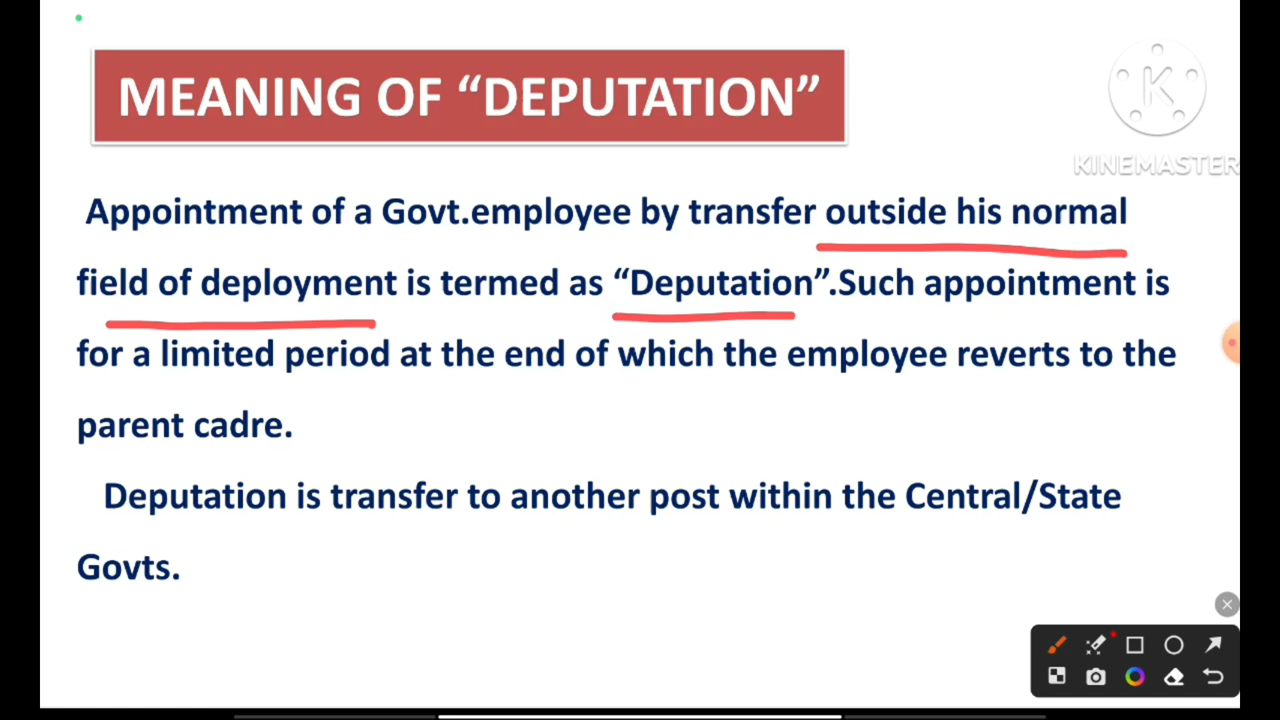 MEANING OF “DEPUTATION”
K
KINEMASTER
Appointment of a Govt.employee by transfer outside his normal
field of deployment is termed as “Deputation”.Such appointment is
for a limited period at the end of which the employee reverts to the
parent cadre.
Deputation is transfer to another post within the Central/State
Govts.